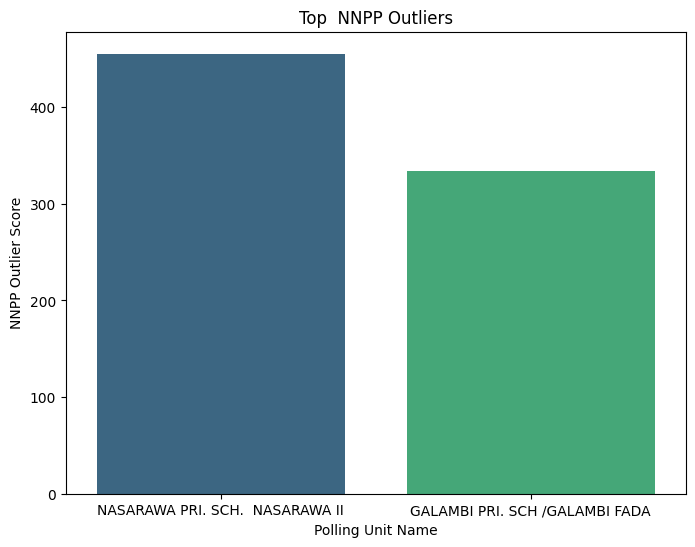 Top  NNPP Outliers
NNPP Outlier Score
400
300
200
100
0
NASARAWA PRI. SCH.  NASARAWA II
GALAMBI PRI. SCH /GALAMBI FADA
Polling Unit Name